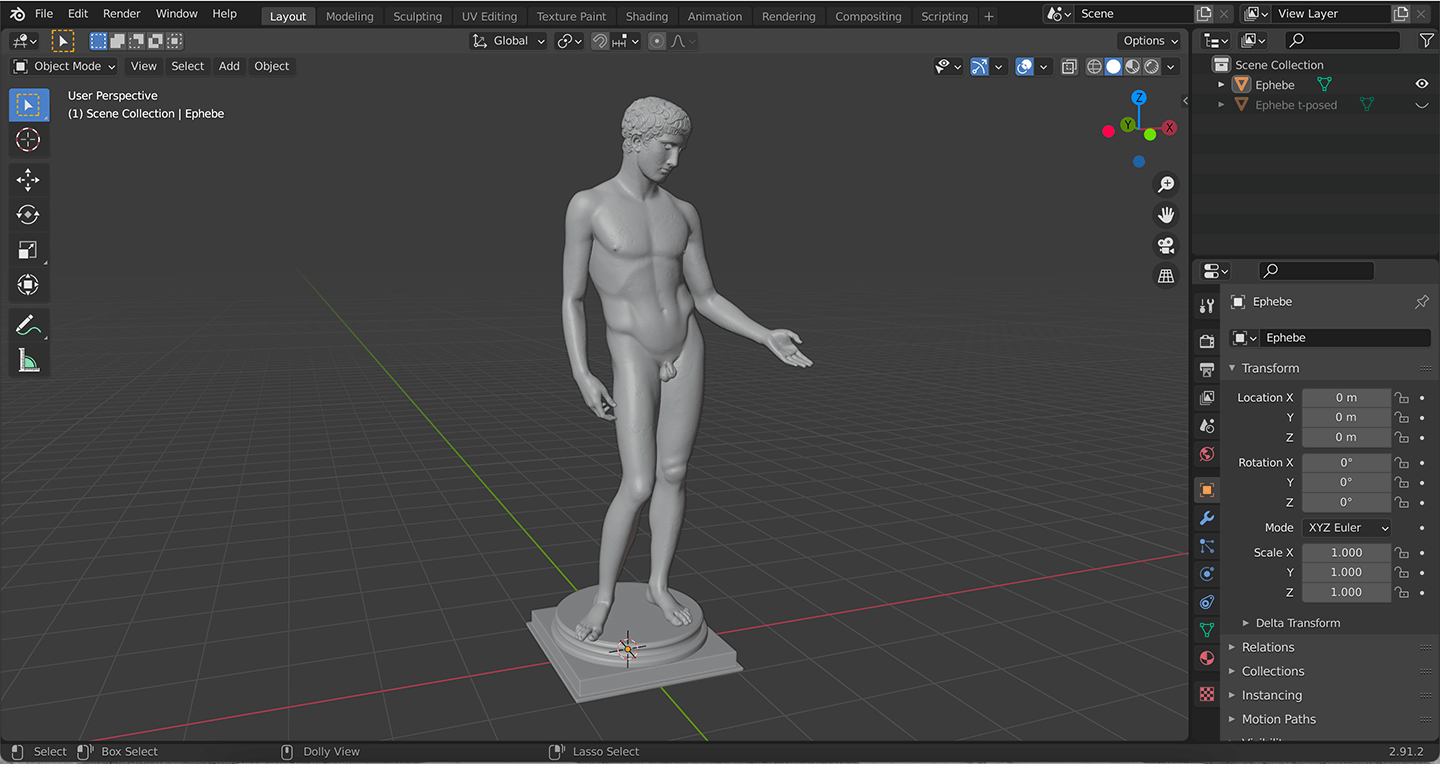 File Edit Render Window Help Layout Modeling Sculpting UV Editing Texture Paint Shading Animation Rendering Compositing Scripting + Scene View Layer
Global Options
Object Mode View Select Add Object
User Perspective
(1) Scene Collection | Ephebe
Z
Y
X
Scene Collection
Ephebe
Ephebe t-posed
Ephebe
Ephebe
Transform
Location X 0 m
Y 0 m
Z 0 m
Rotation X 0°
Y 0°
Z 0°
Mode XYZ Euler
Scale X 1.000
Y 1.000
Z 1.000
Delta Transform
Relations
Collections
Instancing
Motion Paths
Select Box Select Dolly View Lasso Select 2.91.2